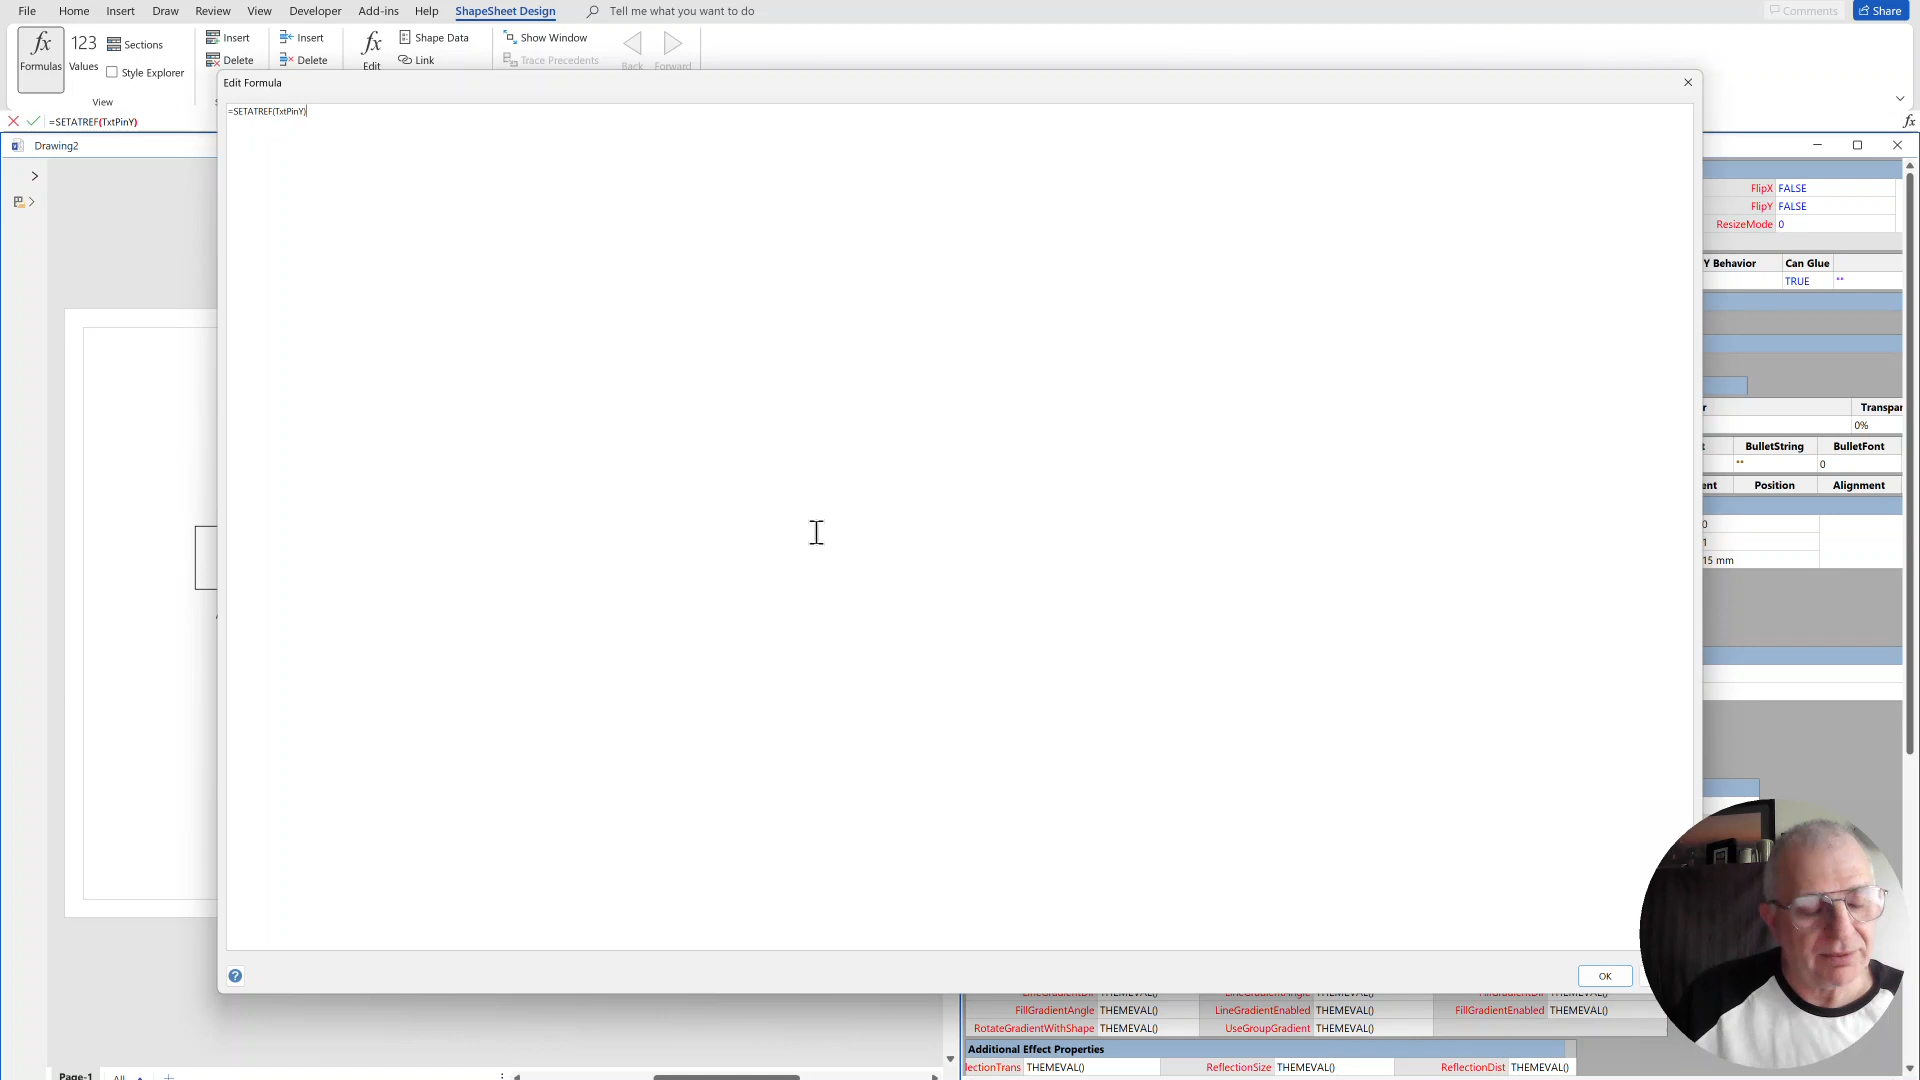 File Home Insert Draw Review View Developer Add-ins Help ShapeSheet Design Tell me what you want to do Comments Share
Formulas
123
Values
Sections
Style Explorer
View
Insert
Delete
Insert
Delete
fx
Edit
Shape Data
Link
Show Window
Trace Precedents
Back
Forward
Edit Formula
=SETATREF(TxtPinY)
=SETATREF(TxtPinY)
Drawing2
FlipX FALSE
FlipY FALSE
ResizeMode 0
Y Behavior Can Glue
TRUE ""
Transpar
0%
BulletString BulletFont
"" 0
ent Position Alignment
0
1
15 mm
OK
FillGradientAngle THEMEVAL() LineGradientEnabled THEMEVAL() FillGradientEnabled THEMEVAL()
RotateGradientWithShape THEMEVAL() UseGroupGradient THEMEVAL()
Additional Effect Properties
lectionTrans THEMEVAL() ReflectionSize THEMEVAL() ReflectionDist THEMEVAL()
Page-1 All